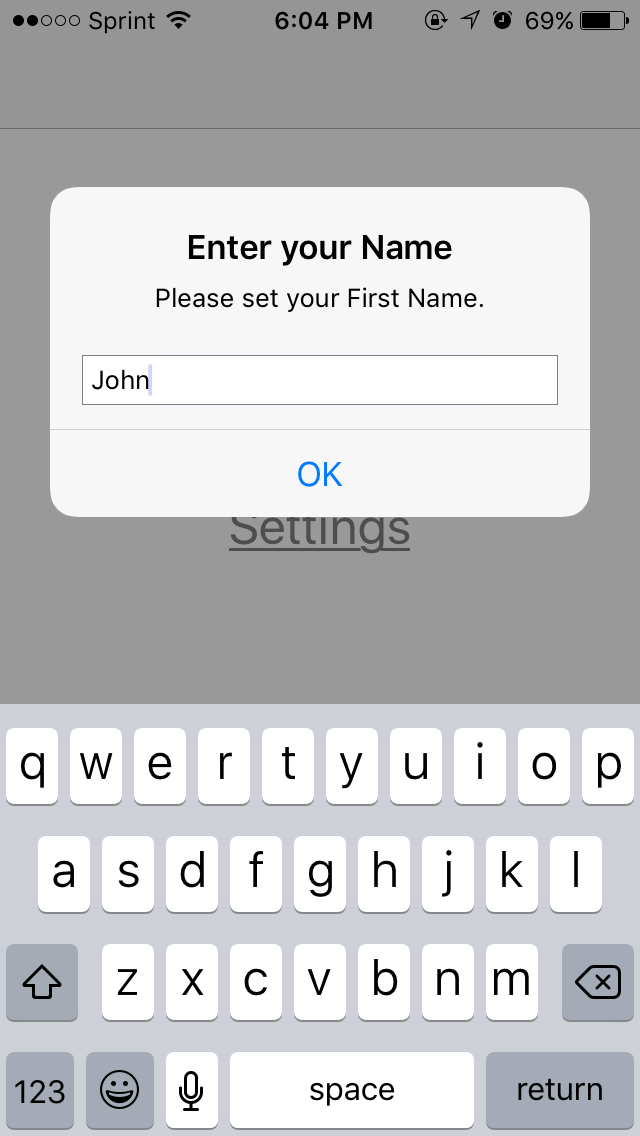 Sprint 6:04 PM 69%
Enter your Name
Please set your First Name.
John
OK
Settings
q w e r t y u i o p
a s d f g h j k l
z x c v b n m
123 space return